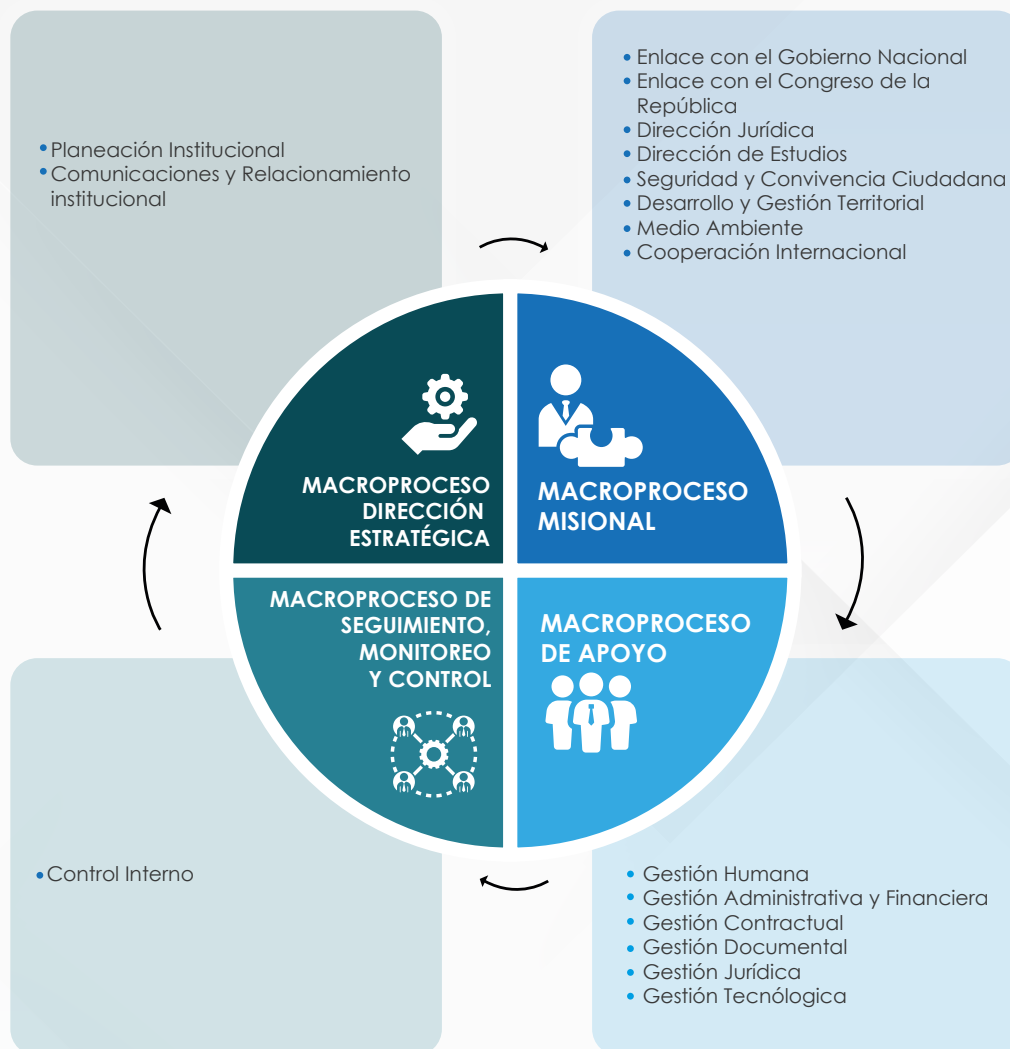 • Planeación Institucional
• Comunicaciones y Relacionamiento
institucional
• Enlace con el Gobierno Nacional
• Enlace con el Congreso de la
República
• Dirección Jurídica
• Dirección de Estudios
• Seguridad y Convivencia Ciudadana
• Desarrollo y Gestión Territorial
• Medio Ambiente
• Cooperación Internacional
MACROPROCESO
DIRECCIÓN
ESTRATÉGICA
MACROPROCESO
MISIONAL
MACROPROCESO DE
SEGUIMIENTO,
MONITOREO
Y CONTROL
MACROPROCESO
DE APOYO
• Control Interno
• Gestión Humana
• Gestión Administrativa y Financiera
• Gestión Contractual
• Gestión Documental
• Gestión Jurídica
• Gestión Tecnólogica